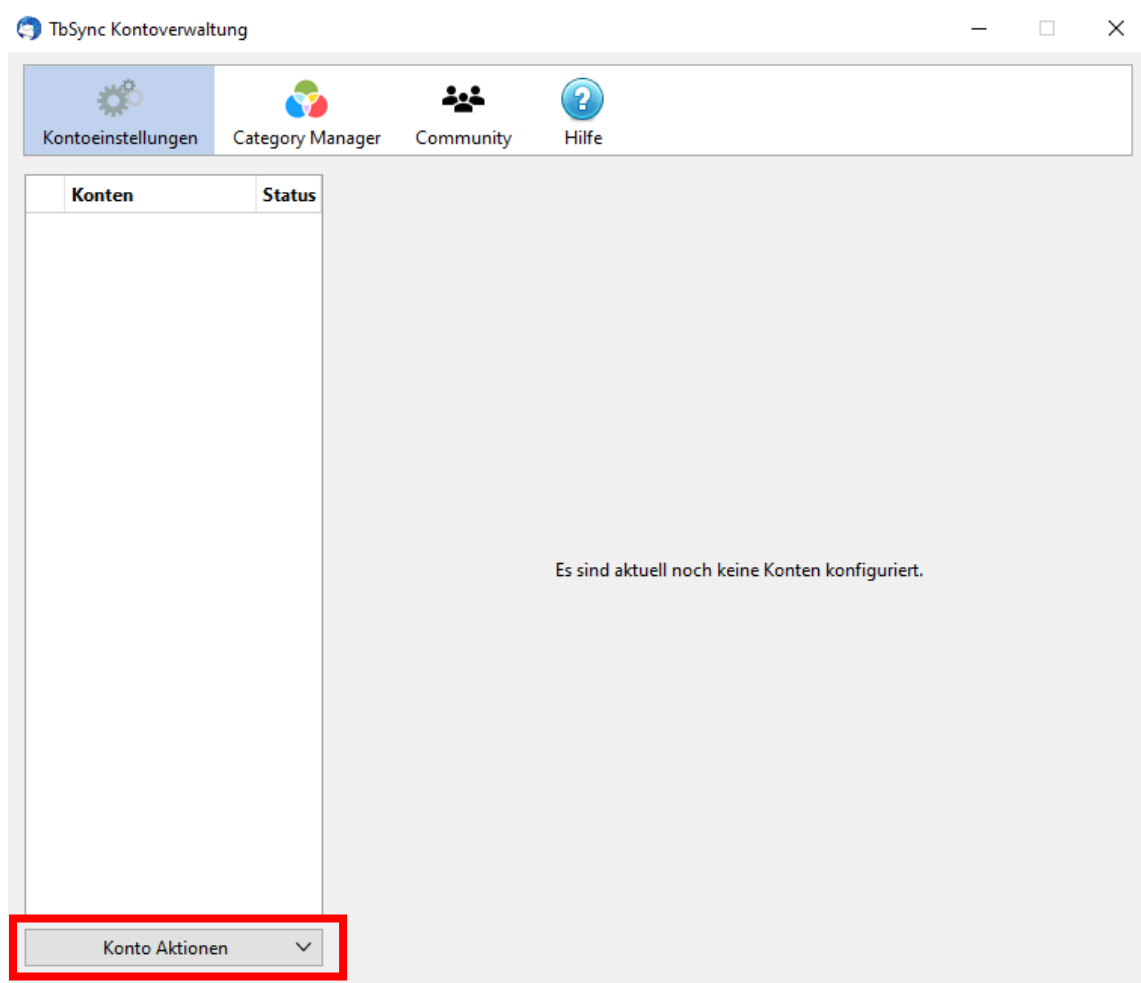 TbSync Kontoverwaltung
Kontoeinstellungen Category Manager Community Hilfe
Konten Status
Es sind aktuell noch keine Konten konfiguriert.
Konto Aktionen